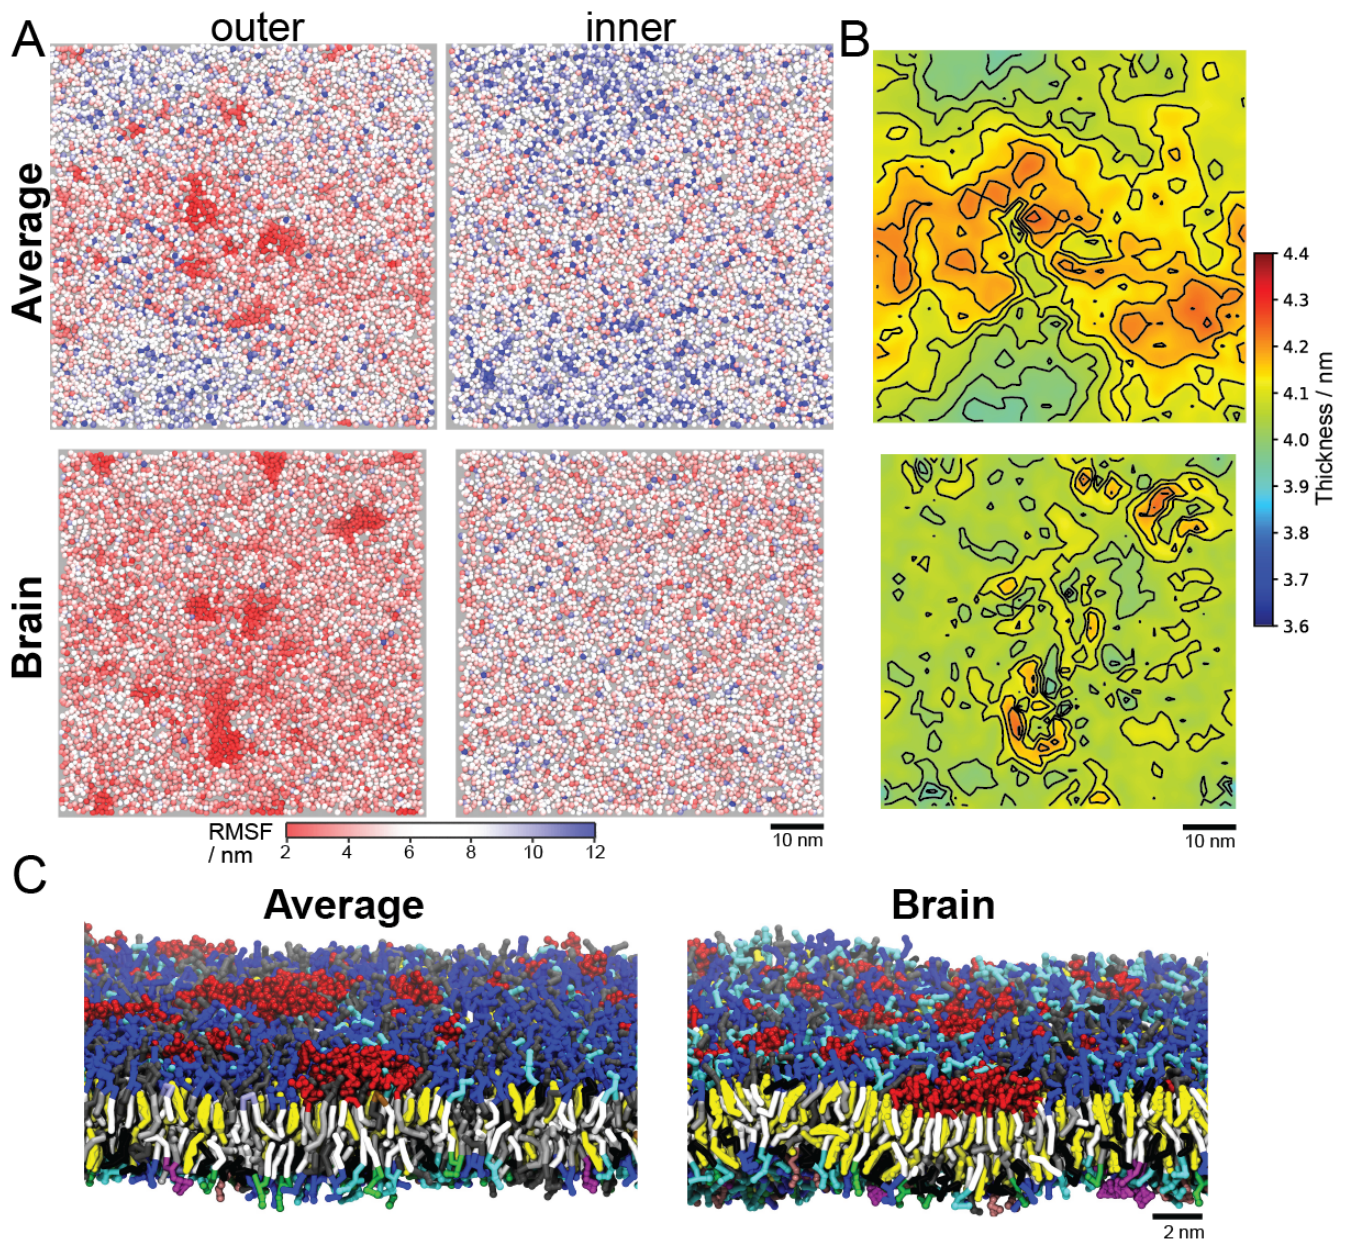 A
outer
inner
B
Average
Brain
4.4
4.3
4.2
4.1
4.0
3.9
3.8
3.7
3.6
Thickness / nm
RMSF
/ nm
2 4 6 8 10 12
10 nm
10 nm
C
Average
Brain
2 nm